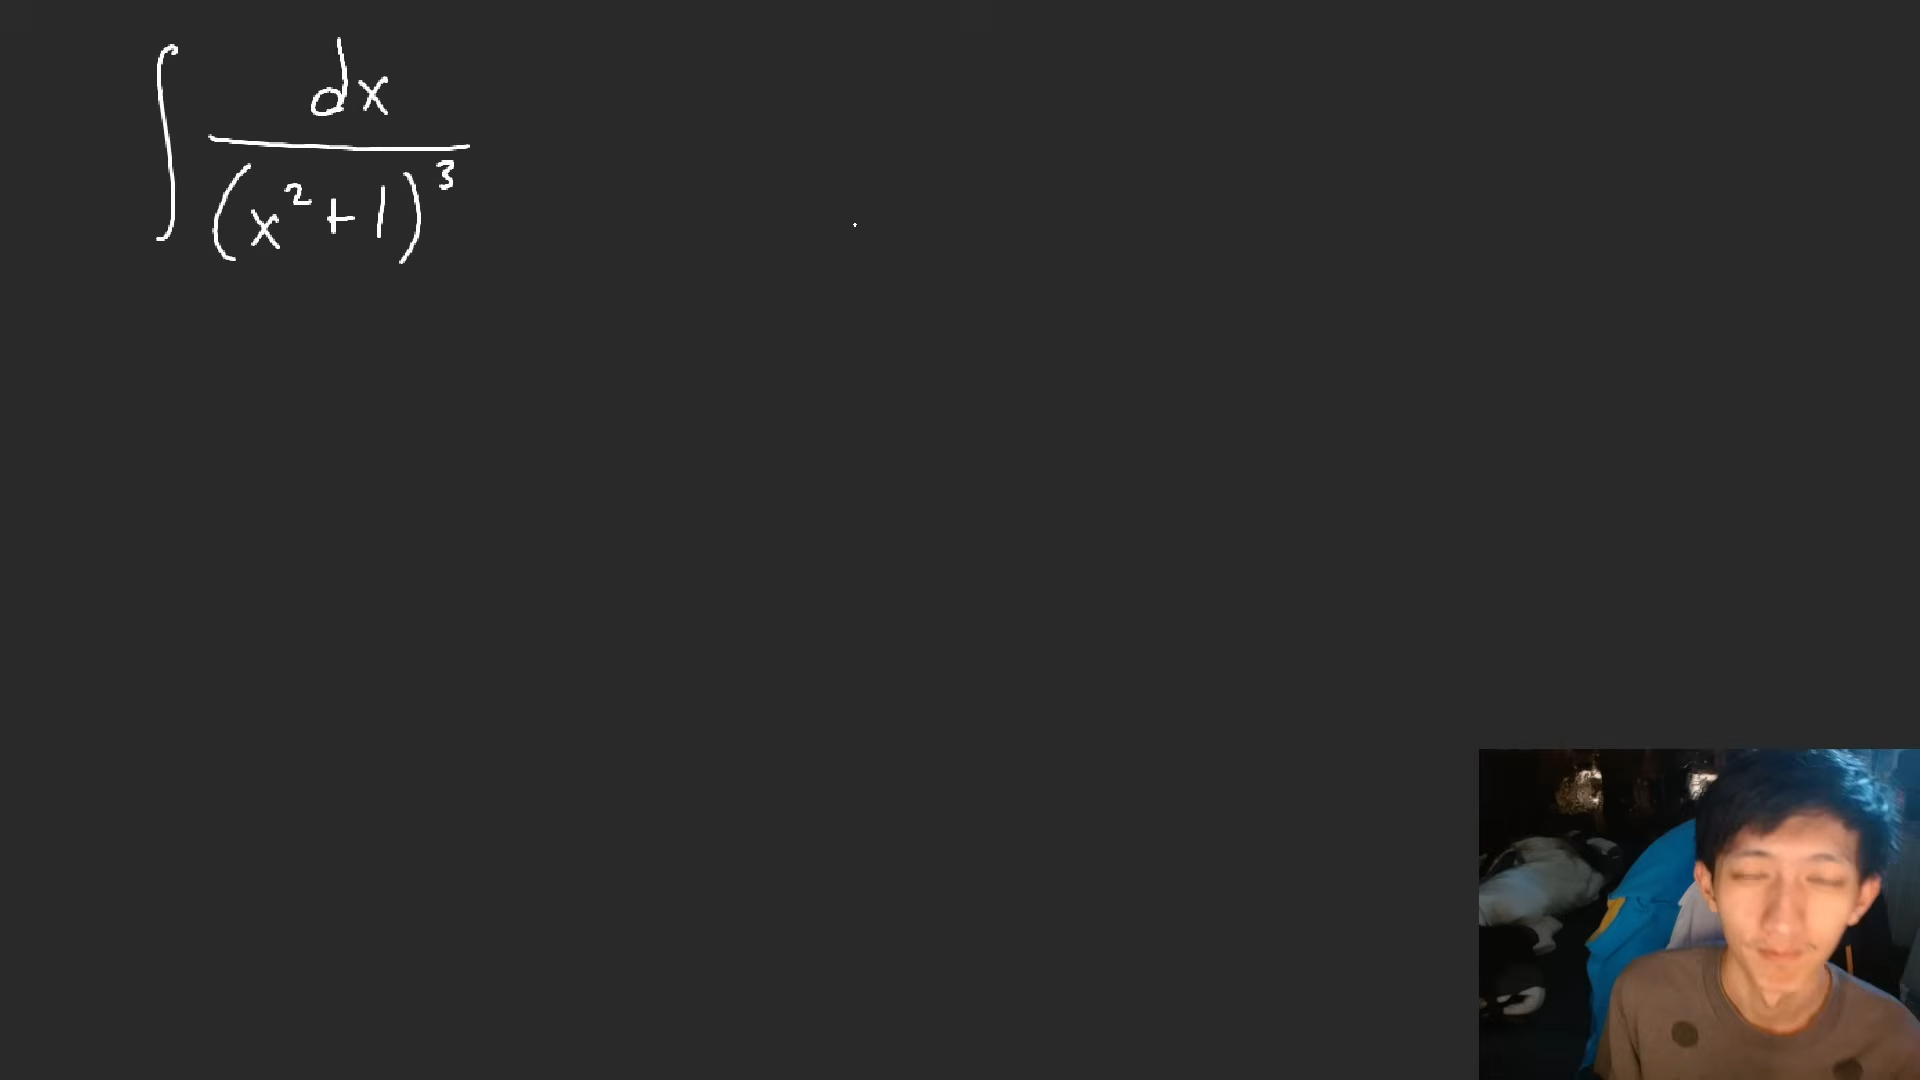 ∫ dx
(x²+1)³